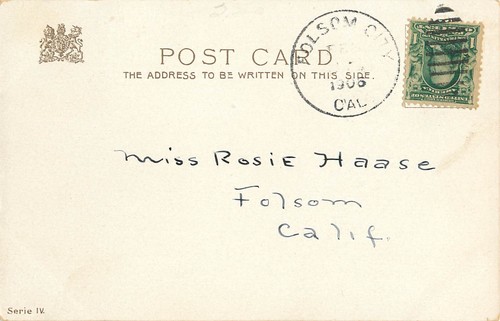 POST CARD.
THE ADDRESS TO BE WRITTEN ON THIS SIDE.
FOLSOM CITY
1906
CAL
Miss Rosie Haase
Folsom
Calif.
Serie IV.